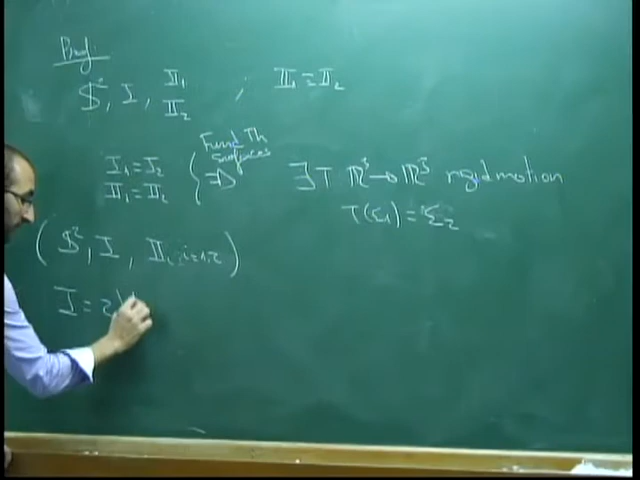 Proof
S², I, II₁ II₂ , II₁ = II₂
I₁ = I₂
II₁ = II₂
Fund Th
surfaces
⇒ ∃ T ℝ³ → ℝ³ rigid motion
T(Σ₁) = Σ₂
(S², I, IIᵢ, i=1,2)
I = 2